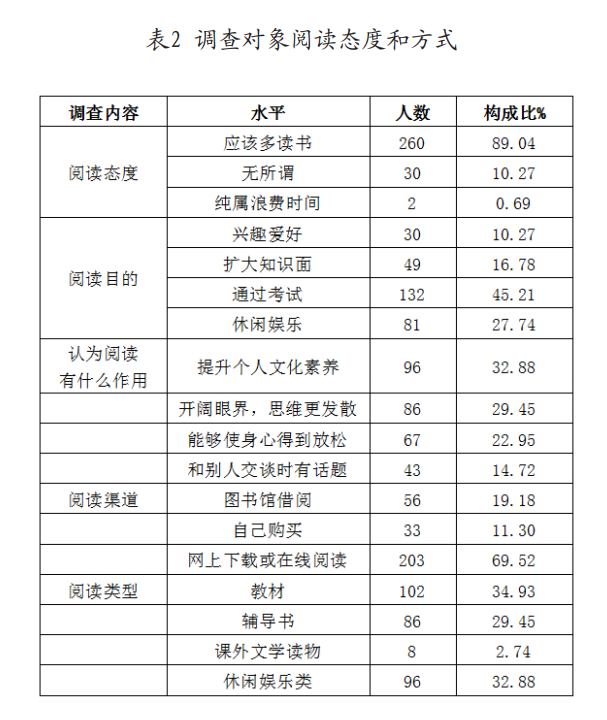 表2 调查对象阅读态度和方式
调查内容 水平 人数 构成比%
阅读态度 应该多读书 260 89.04
无所谓 30 10.27
纯属浪费时间 2 0.69
阅读目的 兴趣爱好 30 10.27
扩大知识面 49 16.78
通过考试 132 45.21
休闲娱乐 81 27.74
认为阅读
有什么作用 提升个人文化素养 96 32.88
开阔眼界，思维更发散 86 29.45
能够使身心得到放松 67 22.95
和别人交谈时有话题 43 14.72
阅读渠道 图书馆借阅 56 19.18
自己购买 33 11.30
网上下载或在线阅读 203 69.52
阅读类型 教材 102 34.93
辅导书 86 29.45
课外文学读物 8 2.74
休闲娱乐类 96 32.88